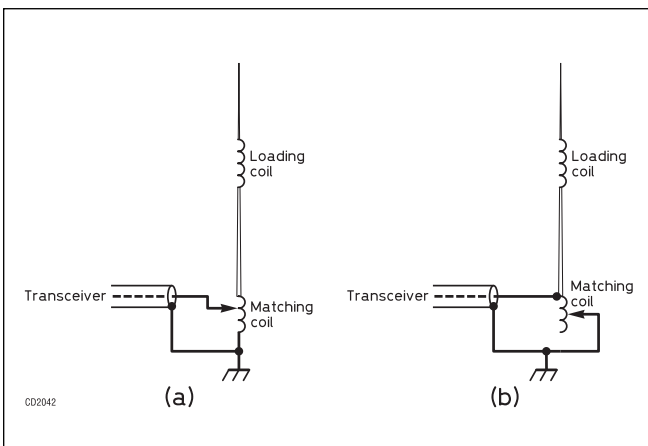 Loading
coil
Transceiver
Matching
coil
(a)
Loading
coil
Transceiver
Matching
coil
(b)
CD2042